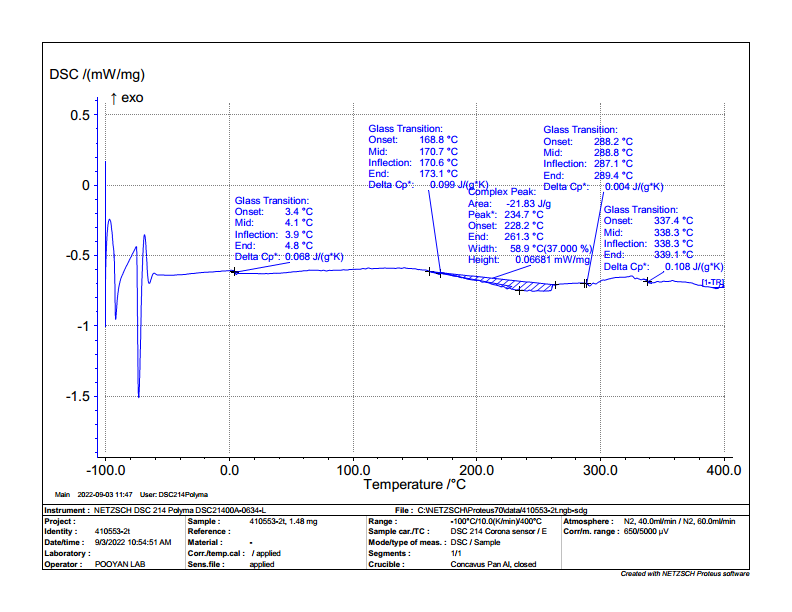 DSC /(mW/mg)
↑ exo
0.5
0
-0.5
-1
-1.5
-100.0
0.0
100.0
200.0
300.0
400.0
Temperature /°C
Glass Transition:
Onset: 3.4 °C
Mid: 4.1 °C
Inflection: 3.9 °C
End: 4.8 °C
Delta Cp*: 0.068 J/(g*K)
Glass Transition:
Onset: 168.8 °C
Mid: 170.7 °C
Inflection: 170.6 °C
End: 173.1 °C
Delta Cp*: 0.099 J/(g*K)
Complex Peak:
Area: -21.83 J/g
Peak*: 234.7 °C
Onset: 228.2 °C
End: 261.3 °C
Width: 58.9 °C(37.000 %)
Height: 0.06681 mW/mg
Glass Transition:
Onset: 288.2 °C
Mid: 288.8 °C
Inflection: 287.1 °C
End: 289.4 °C
Delta Cp*: 0.004 J/(g*K)
Glass Transition:
Onset: 337.4 °C
Mid: 338.3 °C
Inflection: 338.3 °C
End: 339.1 °C
Delta Cp*: 0.108 J/(g*K)
Main 2022-09-03 11:47 User: DSC214Polyma
Instrument : NETZSCH DSC 214 Polyma DSC21400A-0634-L File : C:\NETZSCH\Proteus70\data\410553-2t.ngb-sdg
Project :
Identity : 410553-2t
Date/time : 9/3/2022 10:54:51 AM
Laboratory :
Operator : POOYAN LAB
Sample : 410553-2t, 1.48 mg
Reference :
Material : -
Corr./temp.cal : / applied
Sens.file : applied
Range : -100°C/10.0(K/min)/400°C
Sample car./TC : DSC 214 Corona sensor / E
Mode/type of meas. : DSC / Sample
Segments : 1/1
Crucible : Concavus Pan Al, closed
Atmosphere : N2, 40.0ml/min / N2, 60.0ml/min
Corr/m. range : 650/5000 µV
Created with NETZSCH Proteus software